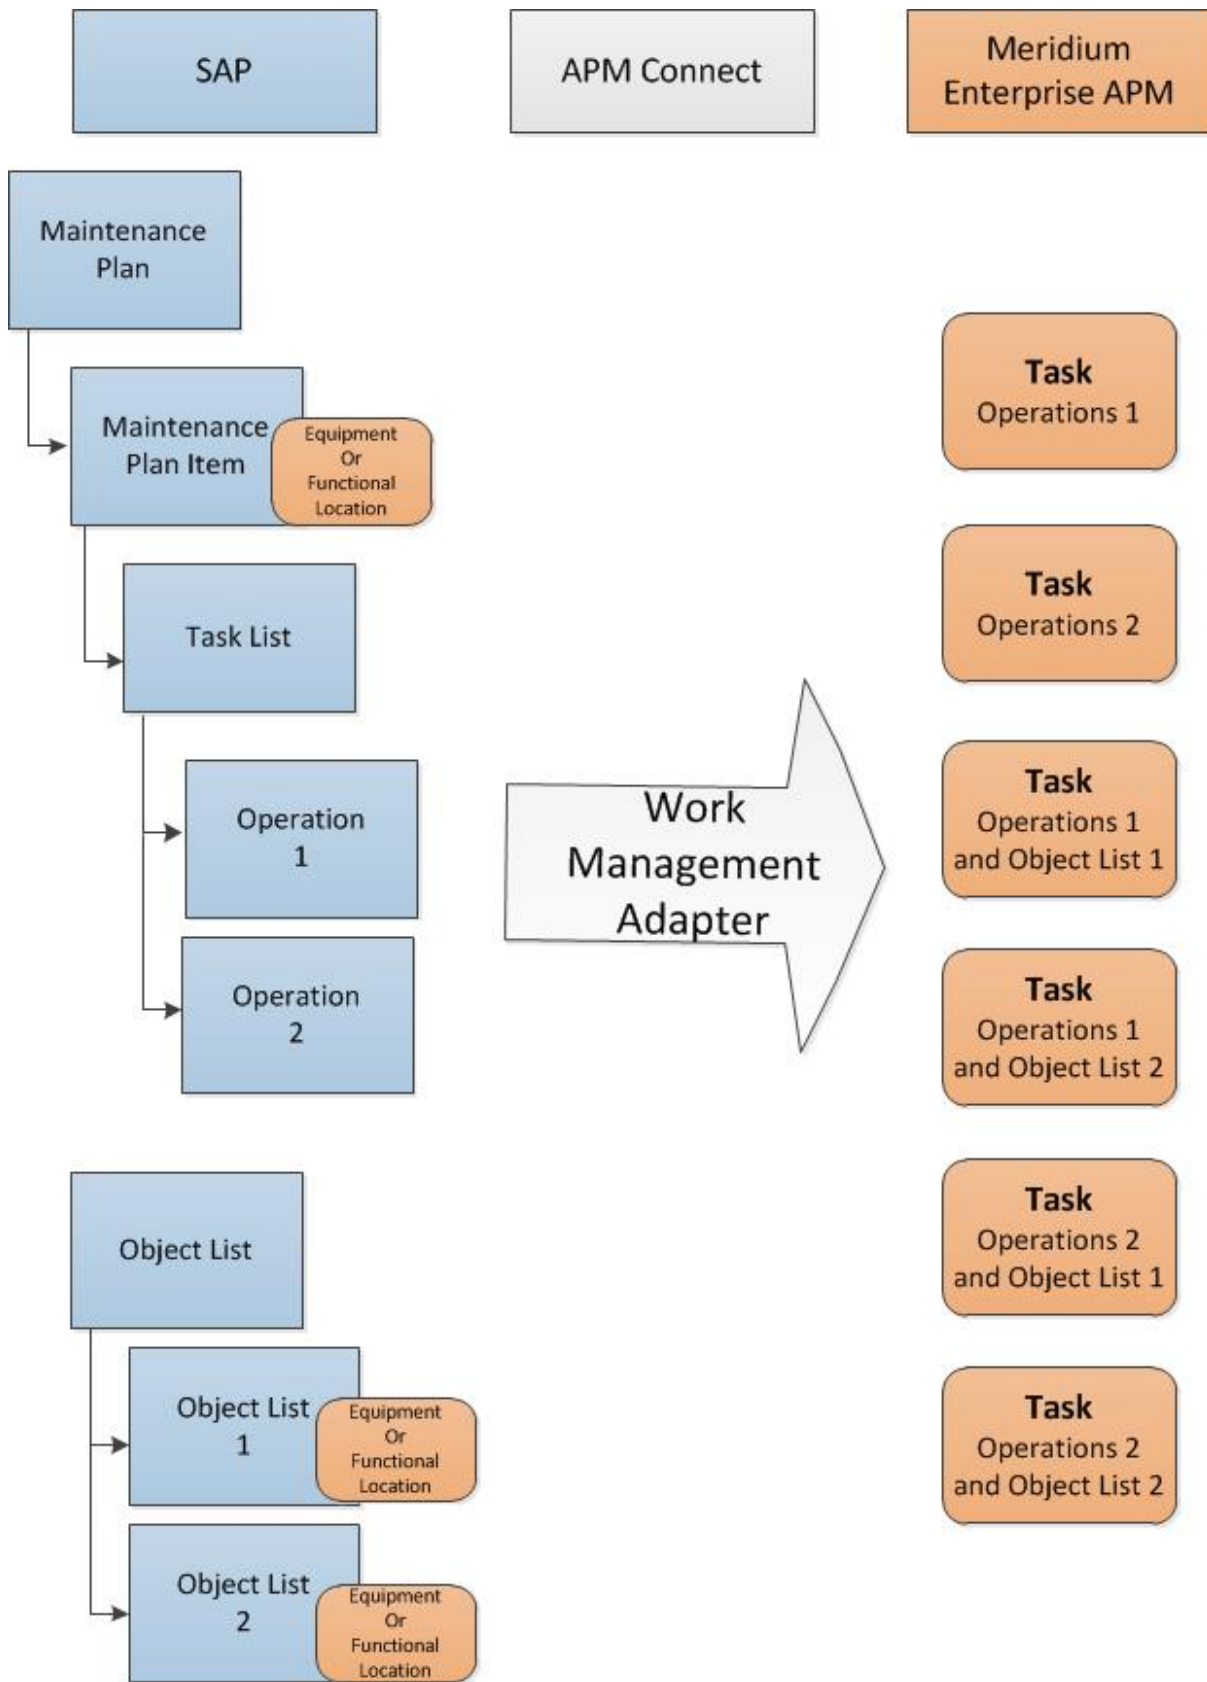 SAP
APM Connect
Meridium
Enterprise APM
Maintenance
Plan
Maintenance
Plan Item
Equipment
Or
Functional
Location
Task List
Operation
1
Operation
2
Object List
Object List
1
Equipment
Or
Functional
Location
Object List
2
Equipment
Or
Functional
Location
Work
Management
Adapter
Task
Operations 1
Task
Operations 2
Task
Operations 1
and Object List 1
Task
Operations 1
and Object List 2
Task
Operations 2
and Object List 1
Task
Operations 2
and Object List 2